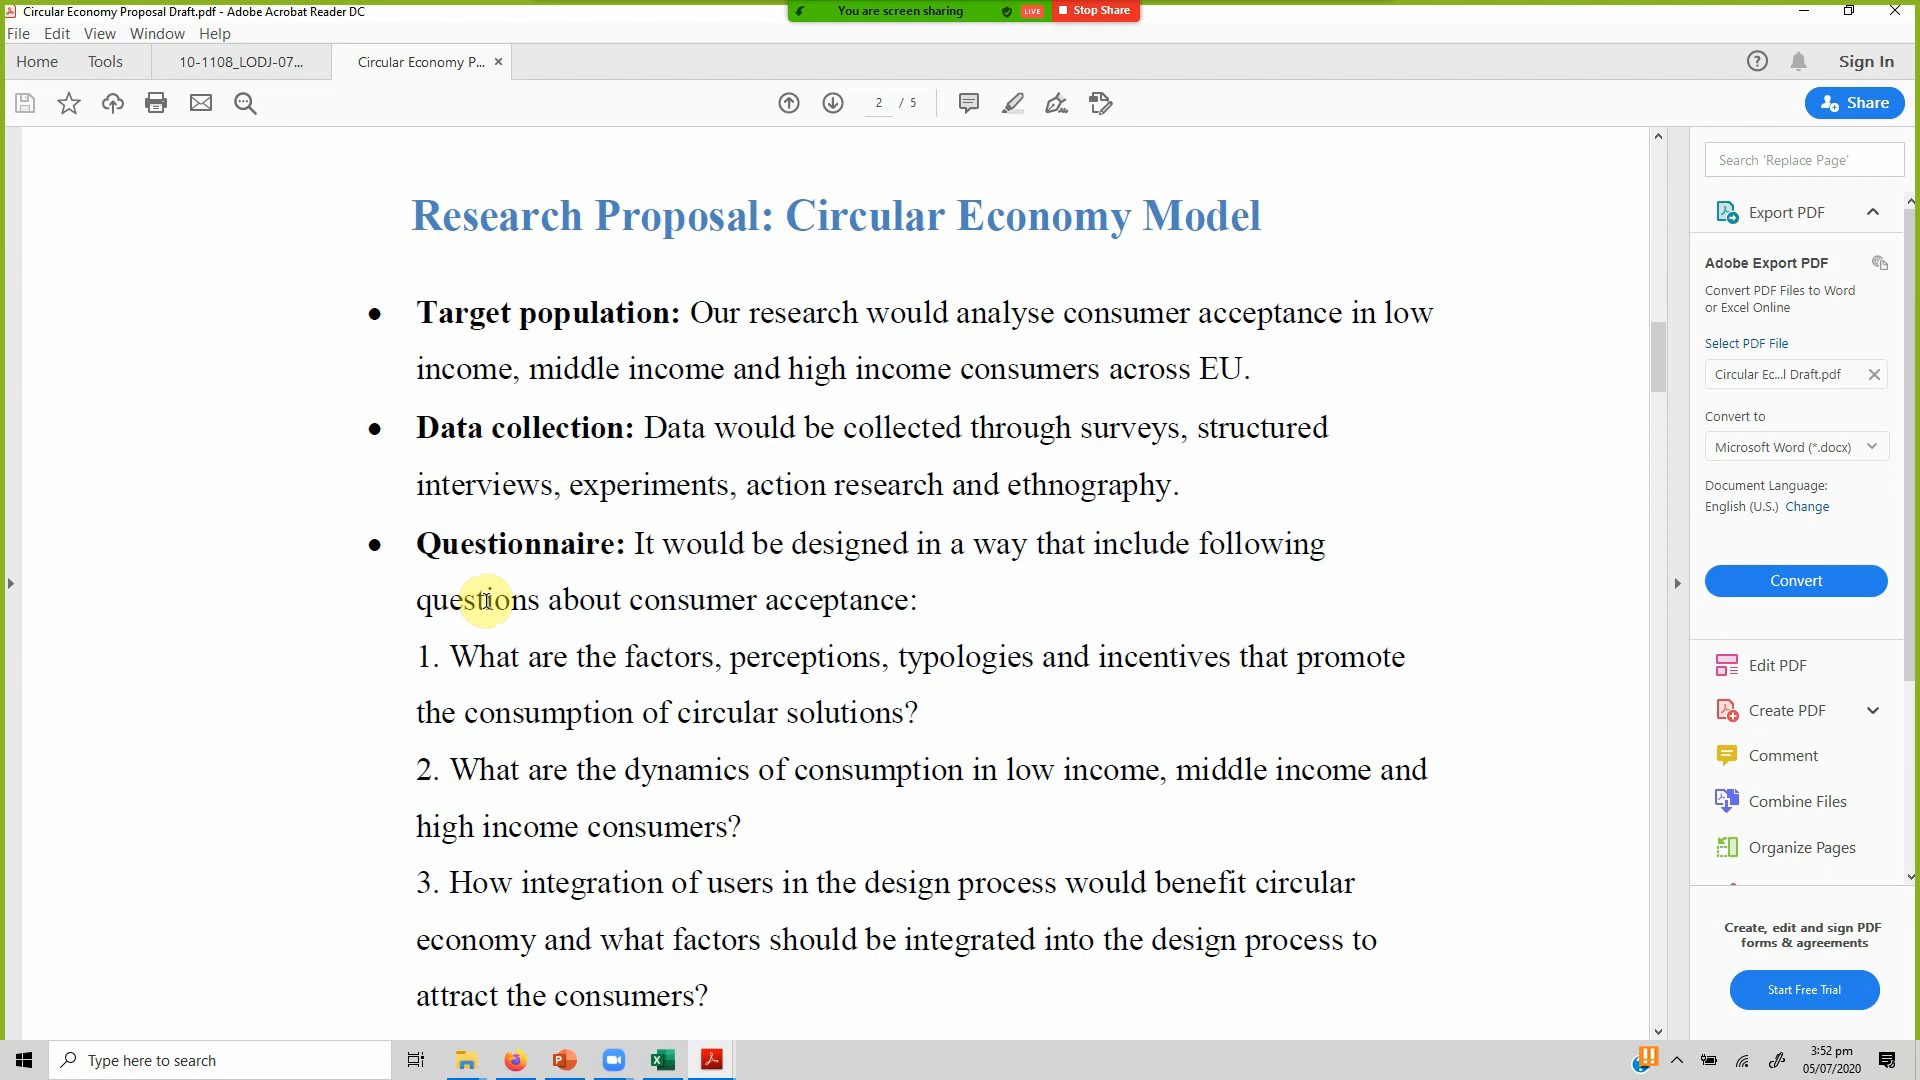 Circular Economy Proposal Draft.pdf - Adobe Acrobat Reader DC
You are screen sharing
LIVE
Stop Share
File Edit View Window Help
Home Tools 10-1108_LODJ-07... Circular Economy P... ×
Sign In
2 / 5
Share
Research Proposal: Circular Economy Model
• Target population: Our research would analyse consumer acceptance in low
income, middle income and high income consumers across EU.
• Data collection: Data would be collected through surveys, structured
interviews, experiments, action research and ethnography.
• Questionnaire: It would be designed in a way that include following
questions about consumer acceptance:
1. What are the factors, perceptions, typologies and incentives that promote
the consumption of circular solutions?
2. What are the dynamics of consumption in low income, middle income and
high income consumers?
3. How integration of users in the design process would benefit circular
economy and what factors should be integrated into the design process to
attract the consumers?
Search 'Replace Page'
Export PDF
Adobe Export PDF
Convert PDF Files to Word
or Excel Online
Select PDF File
Circular Ec...l Draft.pdf
Convert to
Microsoft Word (*.docx)
Document Language:
English (U.S.) Change
Convert
Edit PDF
Create PDF
Comment
Combine Files
Organize Pages
Create, edit and sign PDF
forms & agreements
Start Free Trial
Type here to search
3:52 pm
05/07/2020